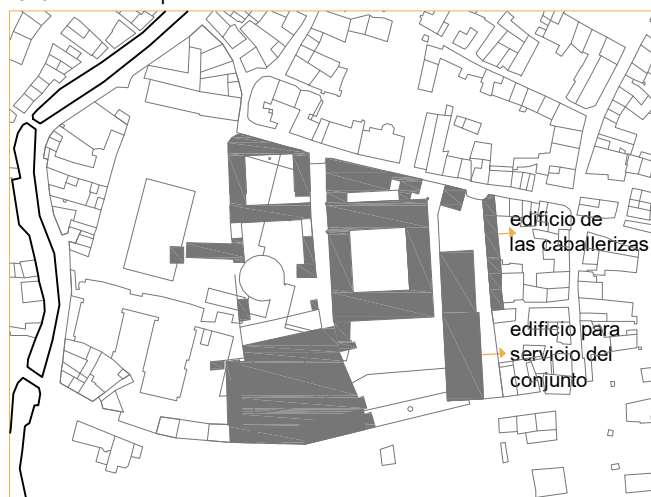 edificio de
las caballerizas
edificio para
servicio del
conjunto